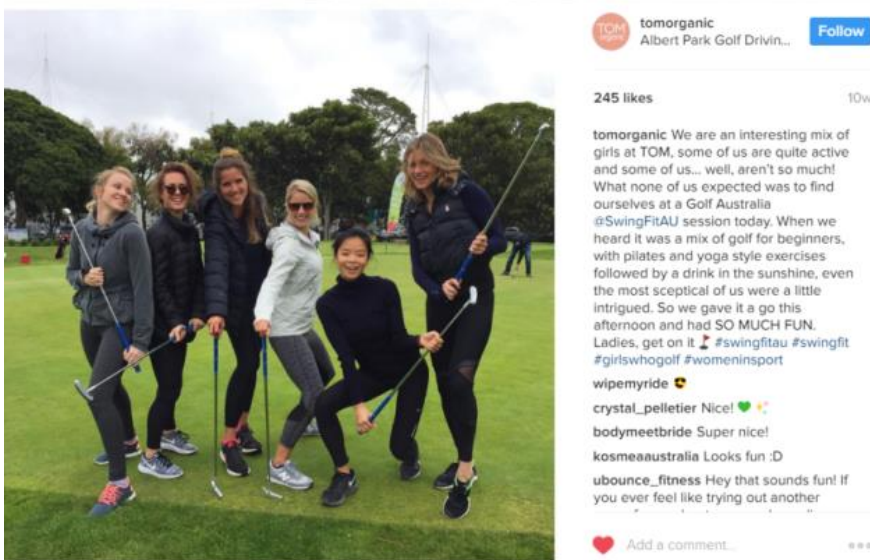 TOM
organic
tomorganic
Albert Park Golf Drivin...
Follow
245 likes
10w
tomorganic We are an interesting mix of
girls at TOM, some of us are quite active
and some of us... well, aren't so much!
What none of us expected was to find
ourselves at a Golf Australia
@SwingFitAU session today. When we
heard it was a mix of golf for beginners,
with pilates and yoga style exercises
followed by a drink in the sunshine, even
the most sceptical of us were a little
intrigued. So we gave it a go this
afternoon and had SO MUCH FUN.
Ladies, get on it ⛳ #swingfitau #swingfit
#girlswhogolf #womeninsport
wipemyride 😎
crystal_pelletier Nice! 💚 ✨
bodymeetbride Super nice!
kosmeaaustralia Looks fun :D
ubounce_fitness Hey that sounds fun! If
you ever feel like trying out another
Add a comment...